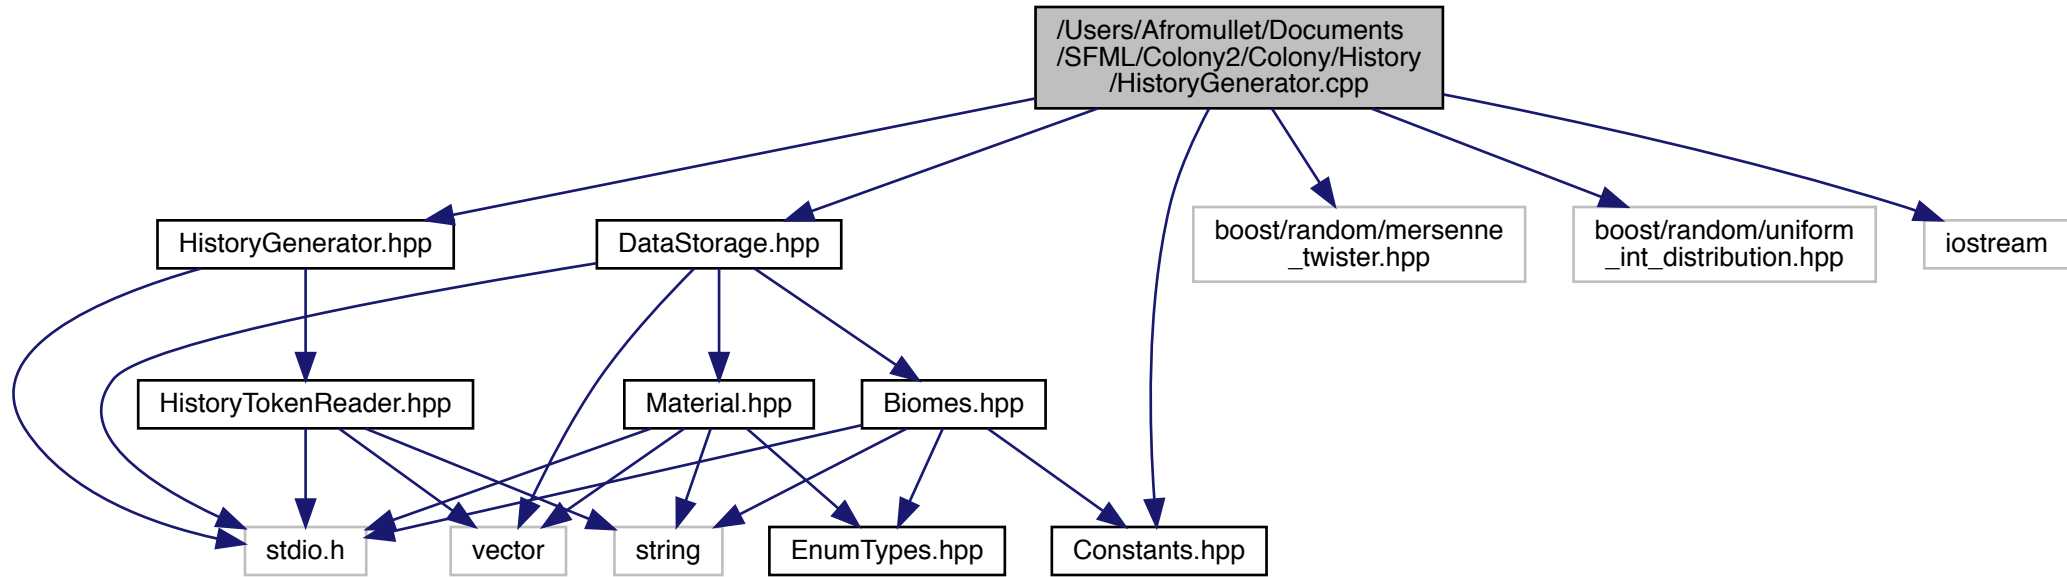 /Users/Afromullet/Documents
/SFML/Colony2/Colony/History
/HistoryGenerator.cpp
HistoryGenerator.hpp
DataStorage.hpp
boost/random/mersenne
_twister.hpp
boost/random/uniform
_int_distribution.hpp
iostream
HistoryTokenReader.hpp
Material.hpp
Biomes.hpp
stdio.h
vector
string
EnumTypes.hpp
Constants.hpp